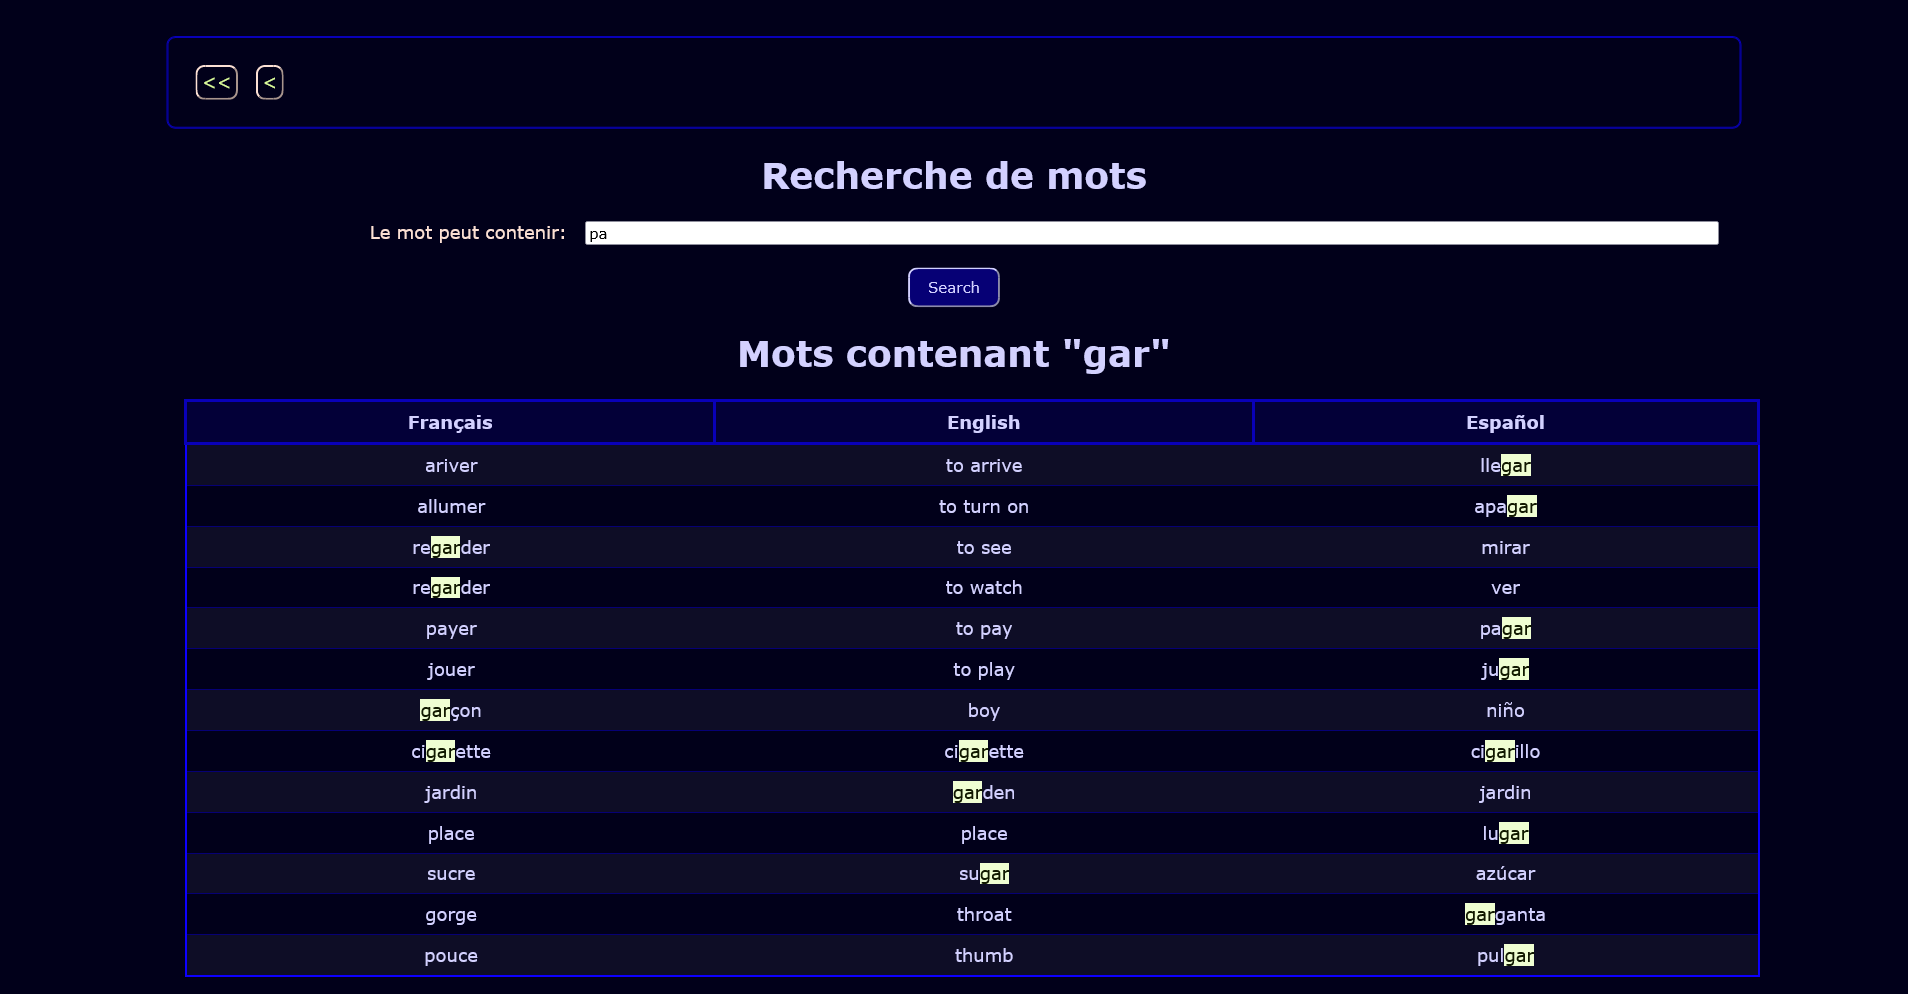 << <
Recherche de mots
Le mot peut contenir: pa
Search
Mots contenant "gar"
Français English Español
ariver to arrive llegar
allumer to turn on apagar
regarder to see mirar
regarder to watch ver
payer to pay pagar
jouer to play jugar
garçon boy niño
cigarette cigarette cigarillo
jardin garden jardin
place place lugar
sucre sugar azúcar
gorge throat garganta
pouce thumb pulgar